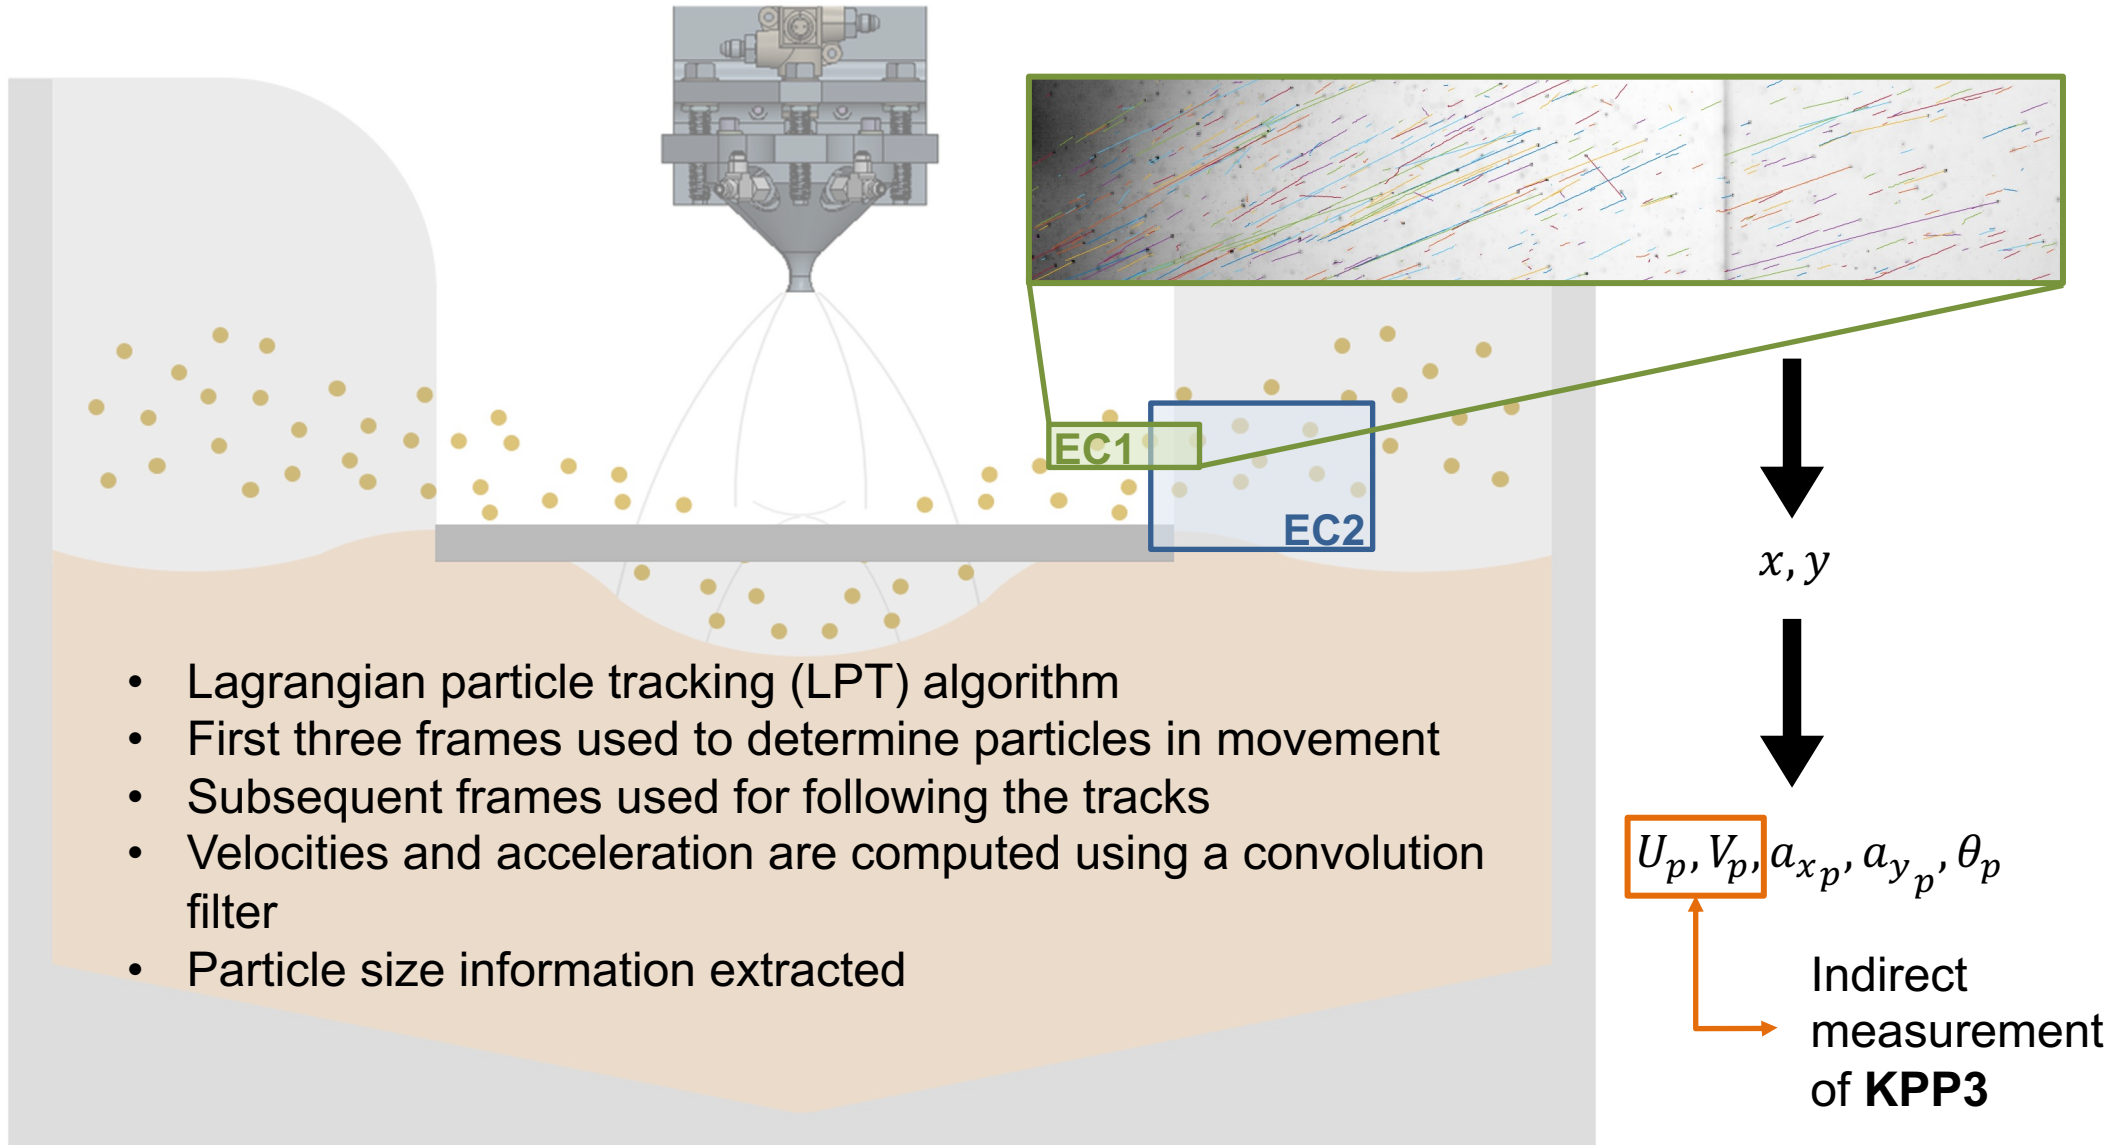 EC1
EC2
x, y
• Lagrangian particle tracking (LPT) algorithm
• First three frames used to determine particles in movement
• Subsequent frames used for following the tracks
• Velocities and acceleration are computed using a convolution
filter
• Particle size information extracted
U_p, V_p, a_{x_p}, a_{y_p}, θ_p
Indirect
measurement
of KPP3